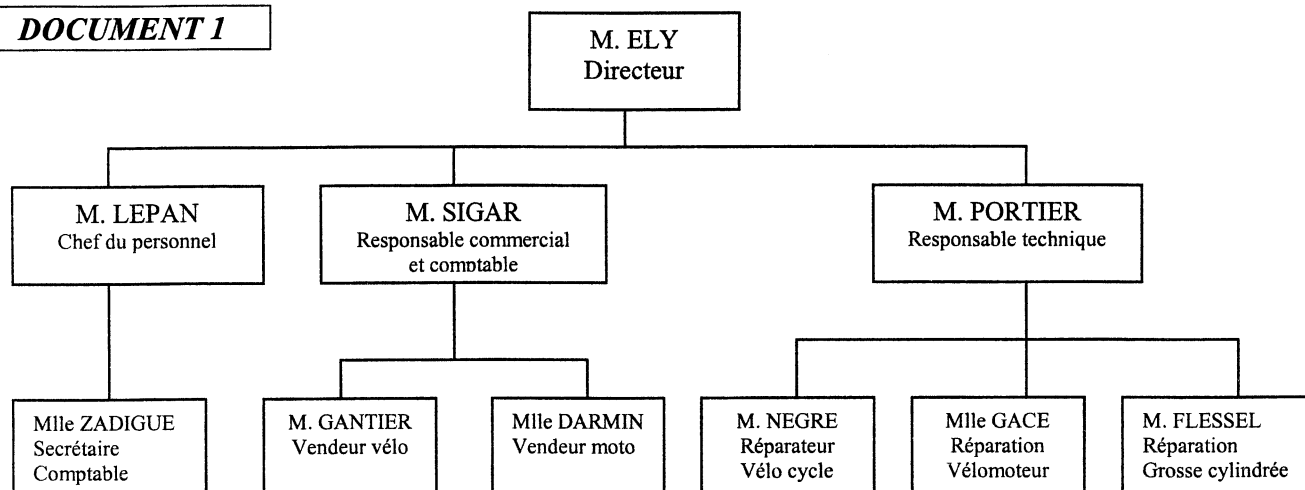 DOCUMENT 1
M. ELY
Directeur
M. LEPAN
Chef du personnel
M. SIGAR
Responsable commercial
et comptable
M. PORTIER
Responsable technique
Mlle ZADIGUE
Secrétaire
Comptable
M. GANTIER
Vendeur vélo
Mlle DARMIN
Vendeur moto
M. NEGRE
Réparateur
Vélo cycle
Mlle GACE
Réparation
Vélomoteur
M. FLESSEL
Réparation
Grosse cylindrée